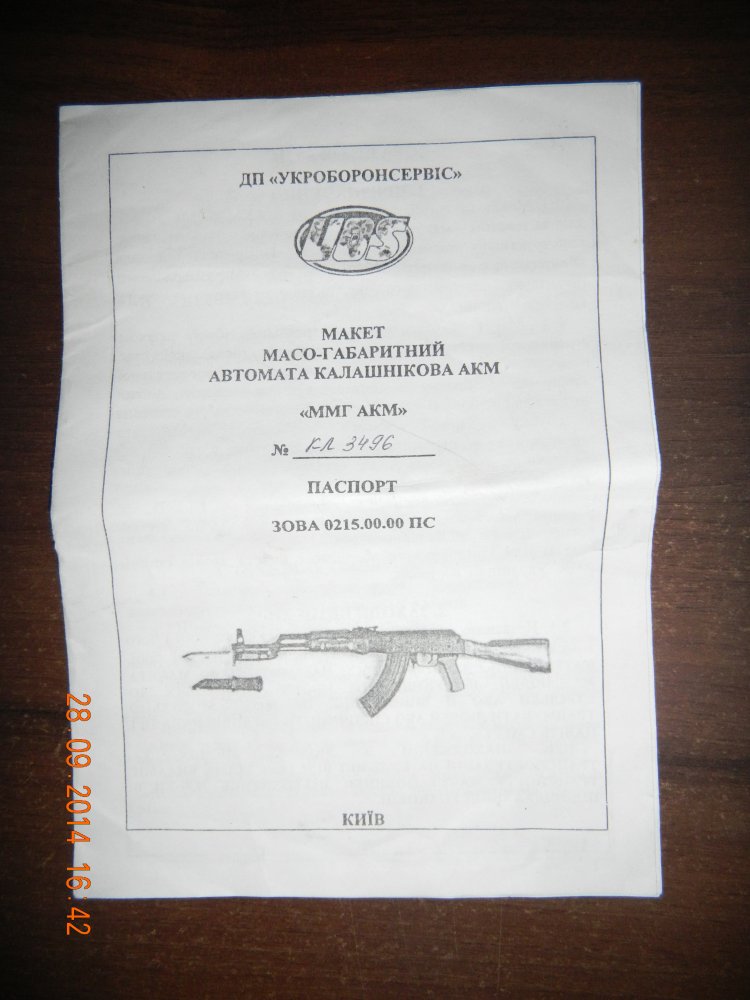 ДП «УКРОБОРОНСЕРВІС»
UOS
МАКЕТ
МАСО-ГАБАРИТНИЙ
АВТОМАТА КАЛАШНІКОВА АКМ
«ММГ АКМ»
№ КЛ 3496
ПАСПОРТ
ЗОВА 0215.00.00 ПС
КИЇВ
28.09.2014 16:42